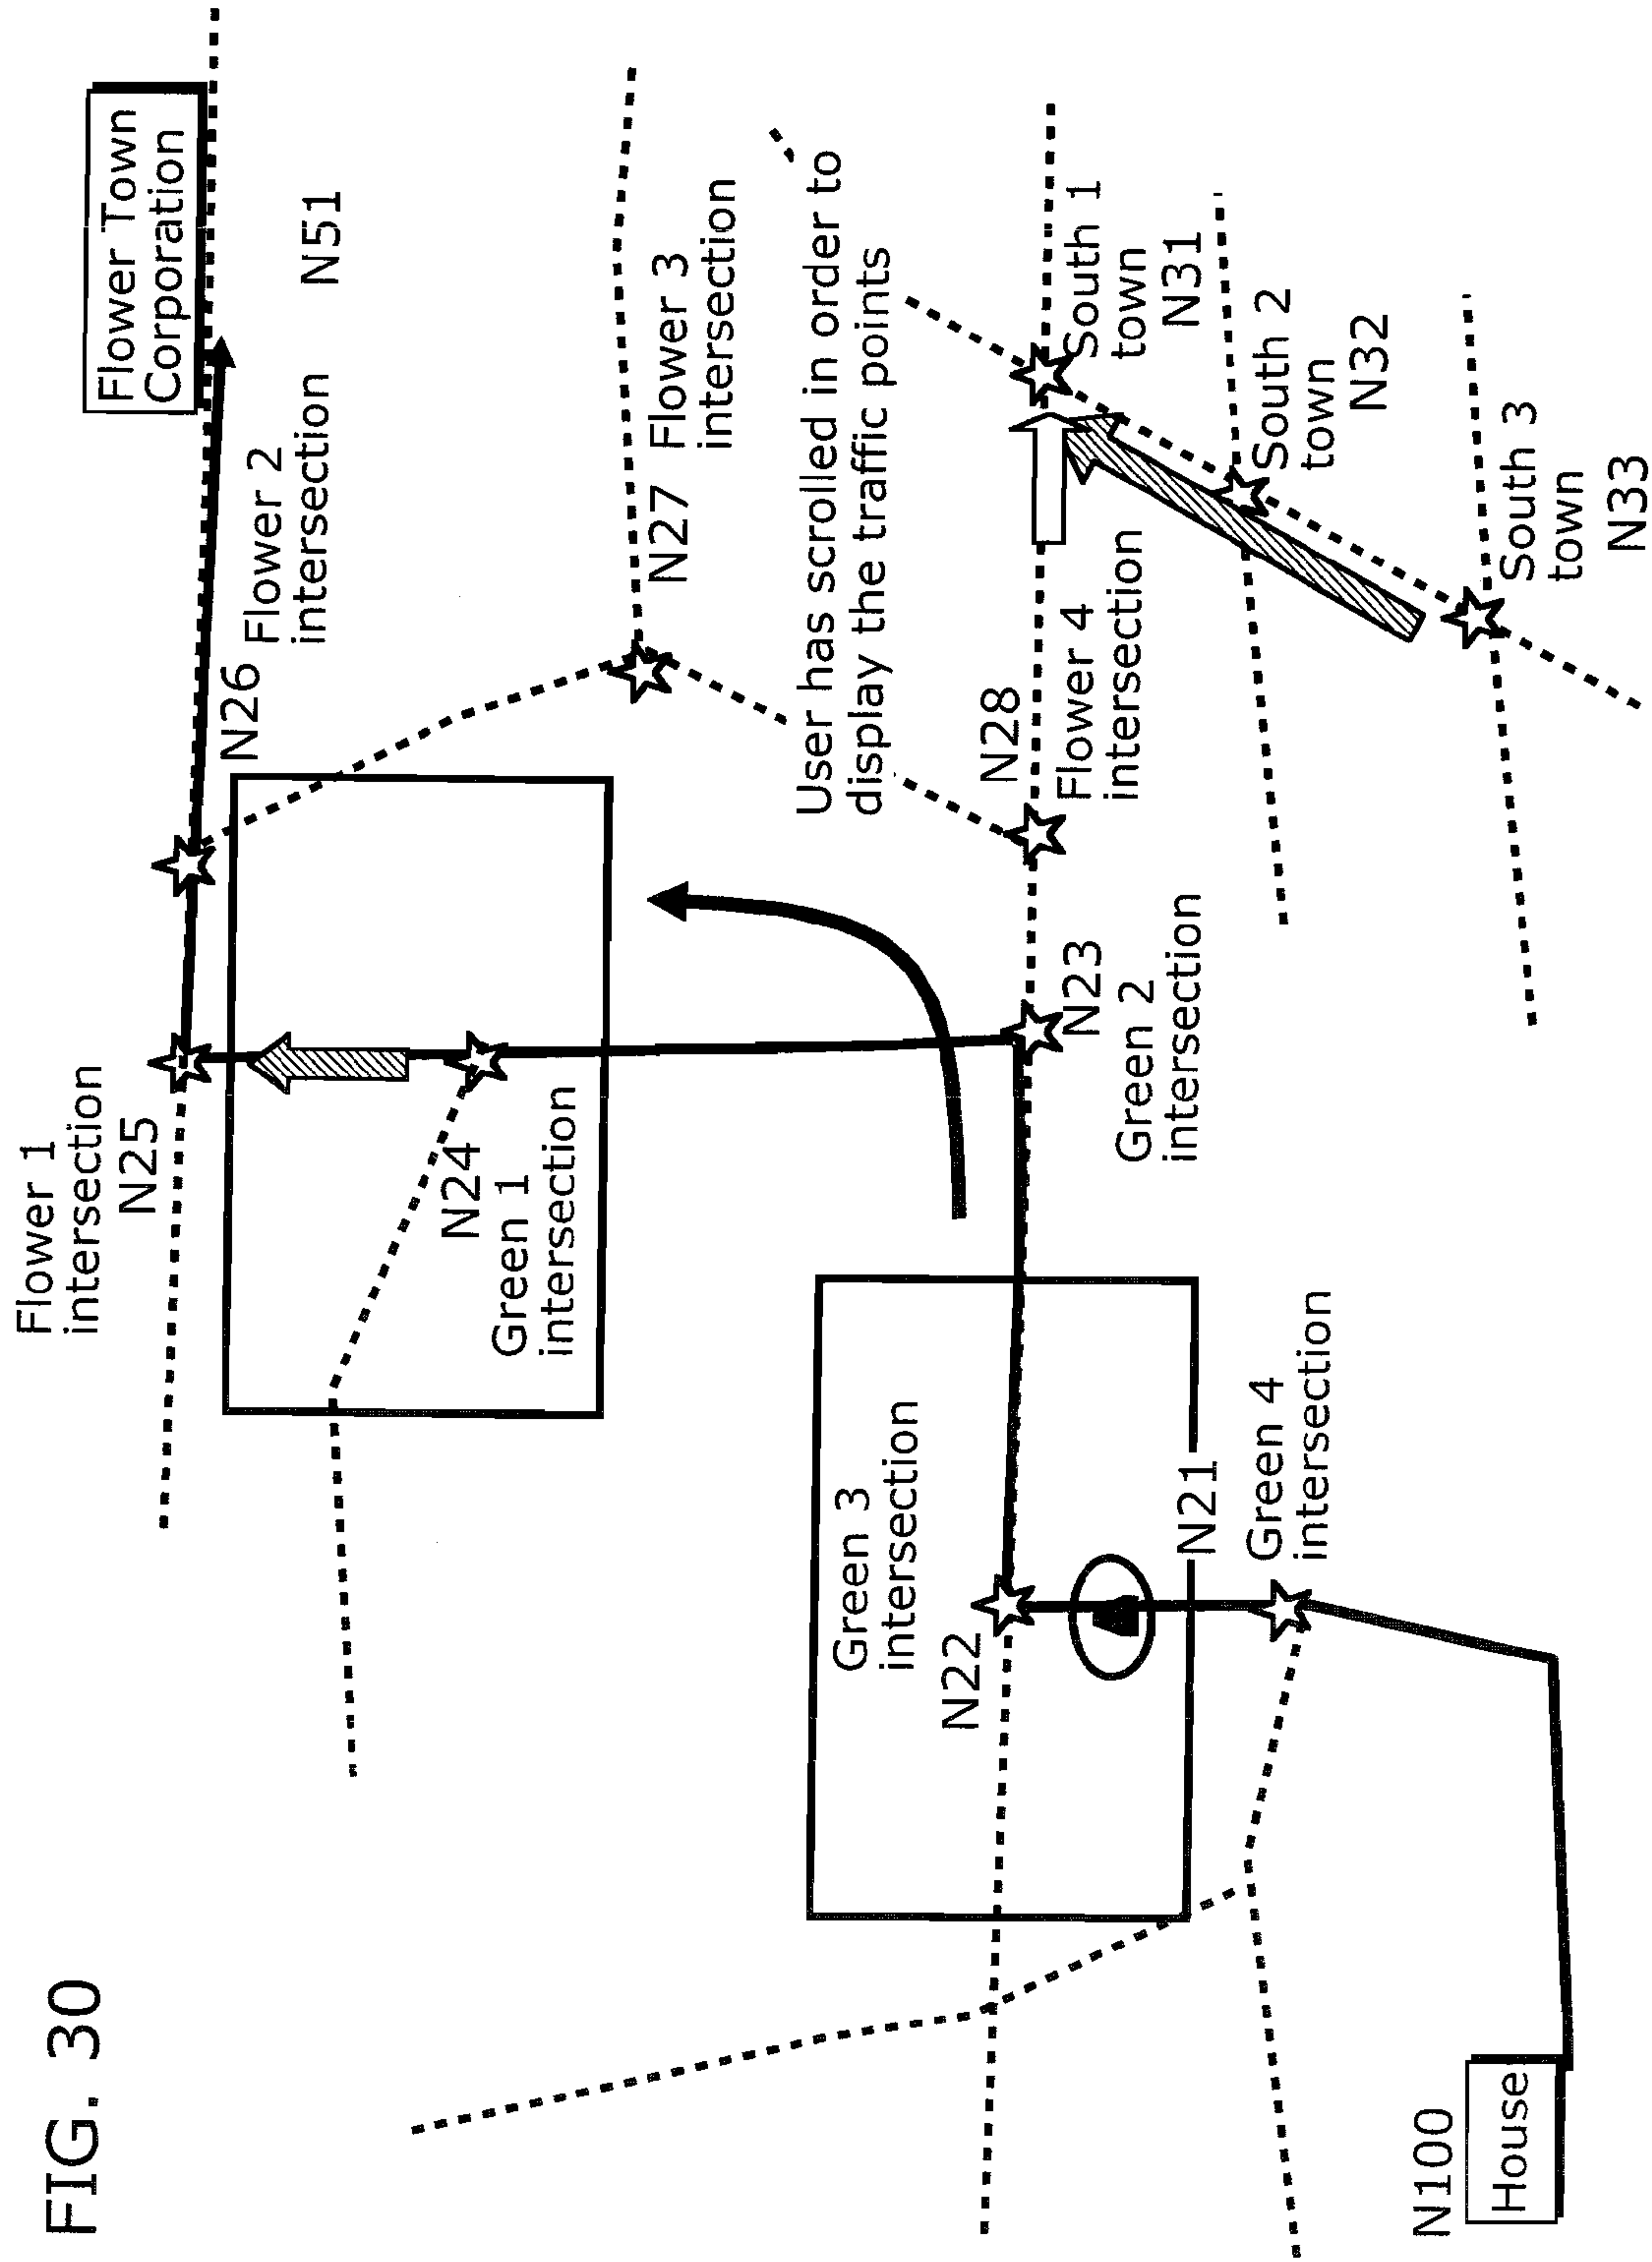 FIG. 30
Flower 1
intersection
N25
Flower Town
Corporation
N26
Flower 2
intersection
N51
N24
Green 1
intersection
N27
Flower 3
intersection
User has scrolled in order to
display the traffic points
Green 3
intersection
N22
N28
Flower 4
intersection
South 1
town
N31
N23
Green 2
intersection
N21
Green 4
intersection
South 2
town
N32
South 3
town
N33
N100
House